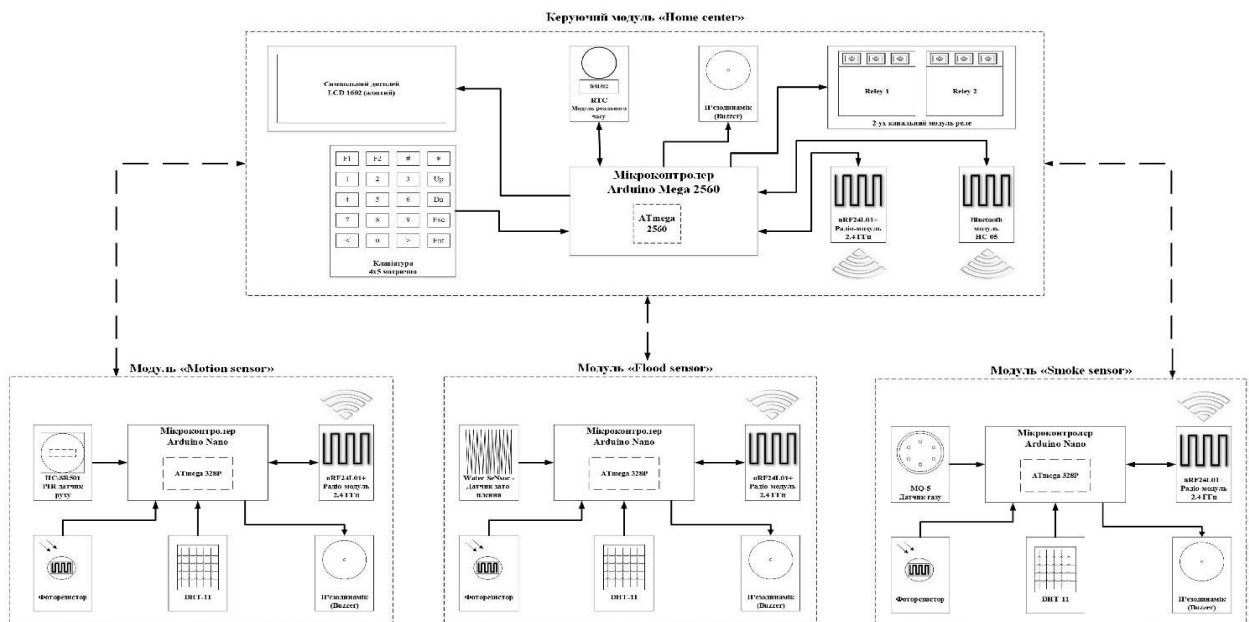 Керуючий модуль «Home center»
Символьний дисплей
LCD 1602 (жовтий)
RTC
Модуль реального
часу
П'єзодинамік
(Buzzer)
Reley 1
Reley 2
2-ух канальний модуль реле
F1 F2 # *
1 2 3 Up
4 5 6 Dn
7 8 9 Esc
< 0 > Ent
Клавіатура
4x5 матрична
Мікроконтролер
Arduino Mega 2560
ATmega
2560
nRF24L01+
Радіо-модуль
2.4 ГГц
Bluetooth
модуль
HC 05
Модуль «Motion sensor»
Мікроконтролер
Arduino Nano
ATmega 328P
HC-SR501
PIR датчик
руху
nRF24L01+
Радіо модуль
2,4 ГГц
Фоторезистор
DHT-11
П'єзодинамік
(Buzzer)
Модуль «Flood sensor»
Мікроконтролер
Arduino Nano
ATmega 328P
Water SeNsor -
Датчик зато
плення
nRF24L01+
Радіо-модуль
2,4 ГГц
Фоторезистор
DHT-11
П'єзодинамік
(Buzzer)
Модуль «Smoke sensor»
Мікроконтролер
Arduino Nano
ATmega 328P
MQ-5
Датчик газу
nRF24L01+
Радіо-модуль
2,4 ГГц
Фоторезистор
DHT 11
П'єзодинамік
(Buzzer)